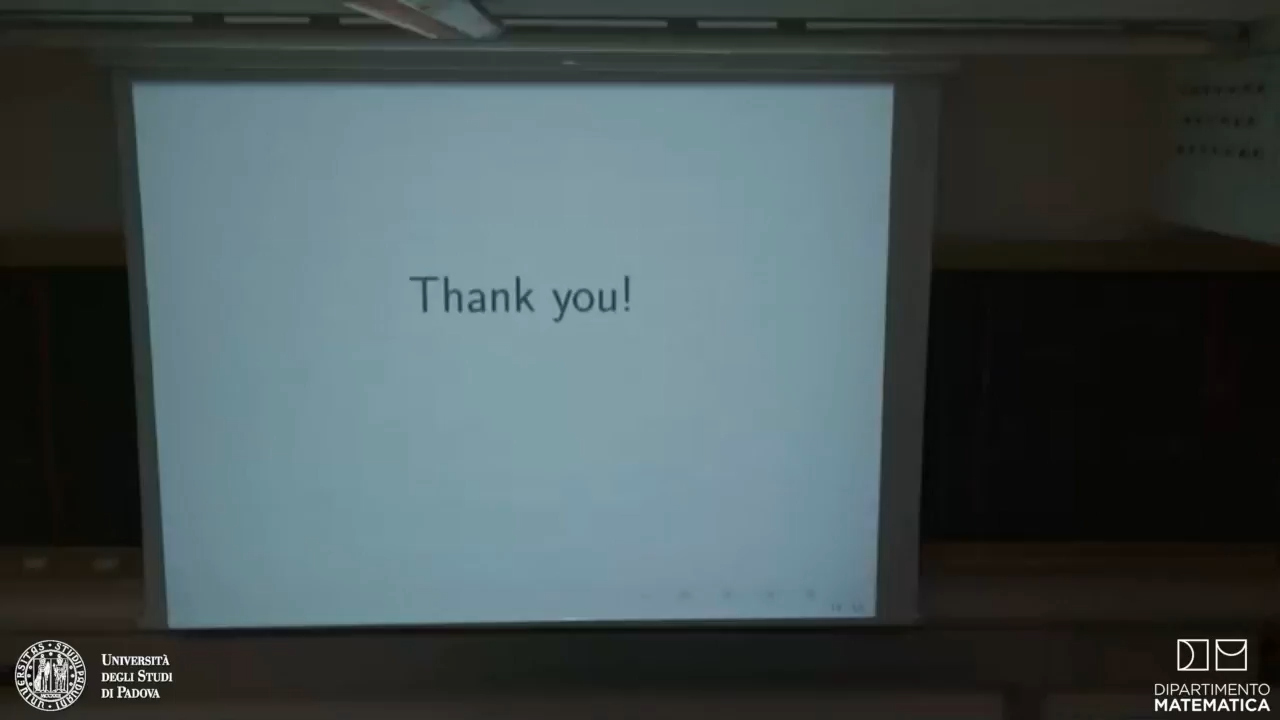 Thank you!
UNIVERSITÀ
DEGLI STUDI
DI PADOVA
DIPARTIMENTO
MATEMATICA